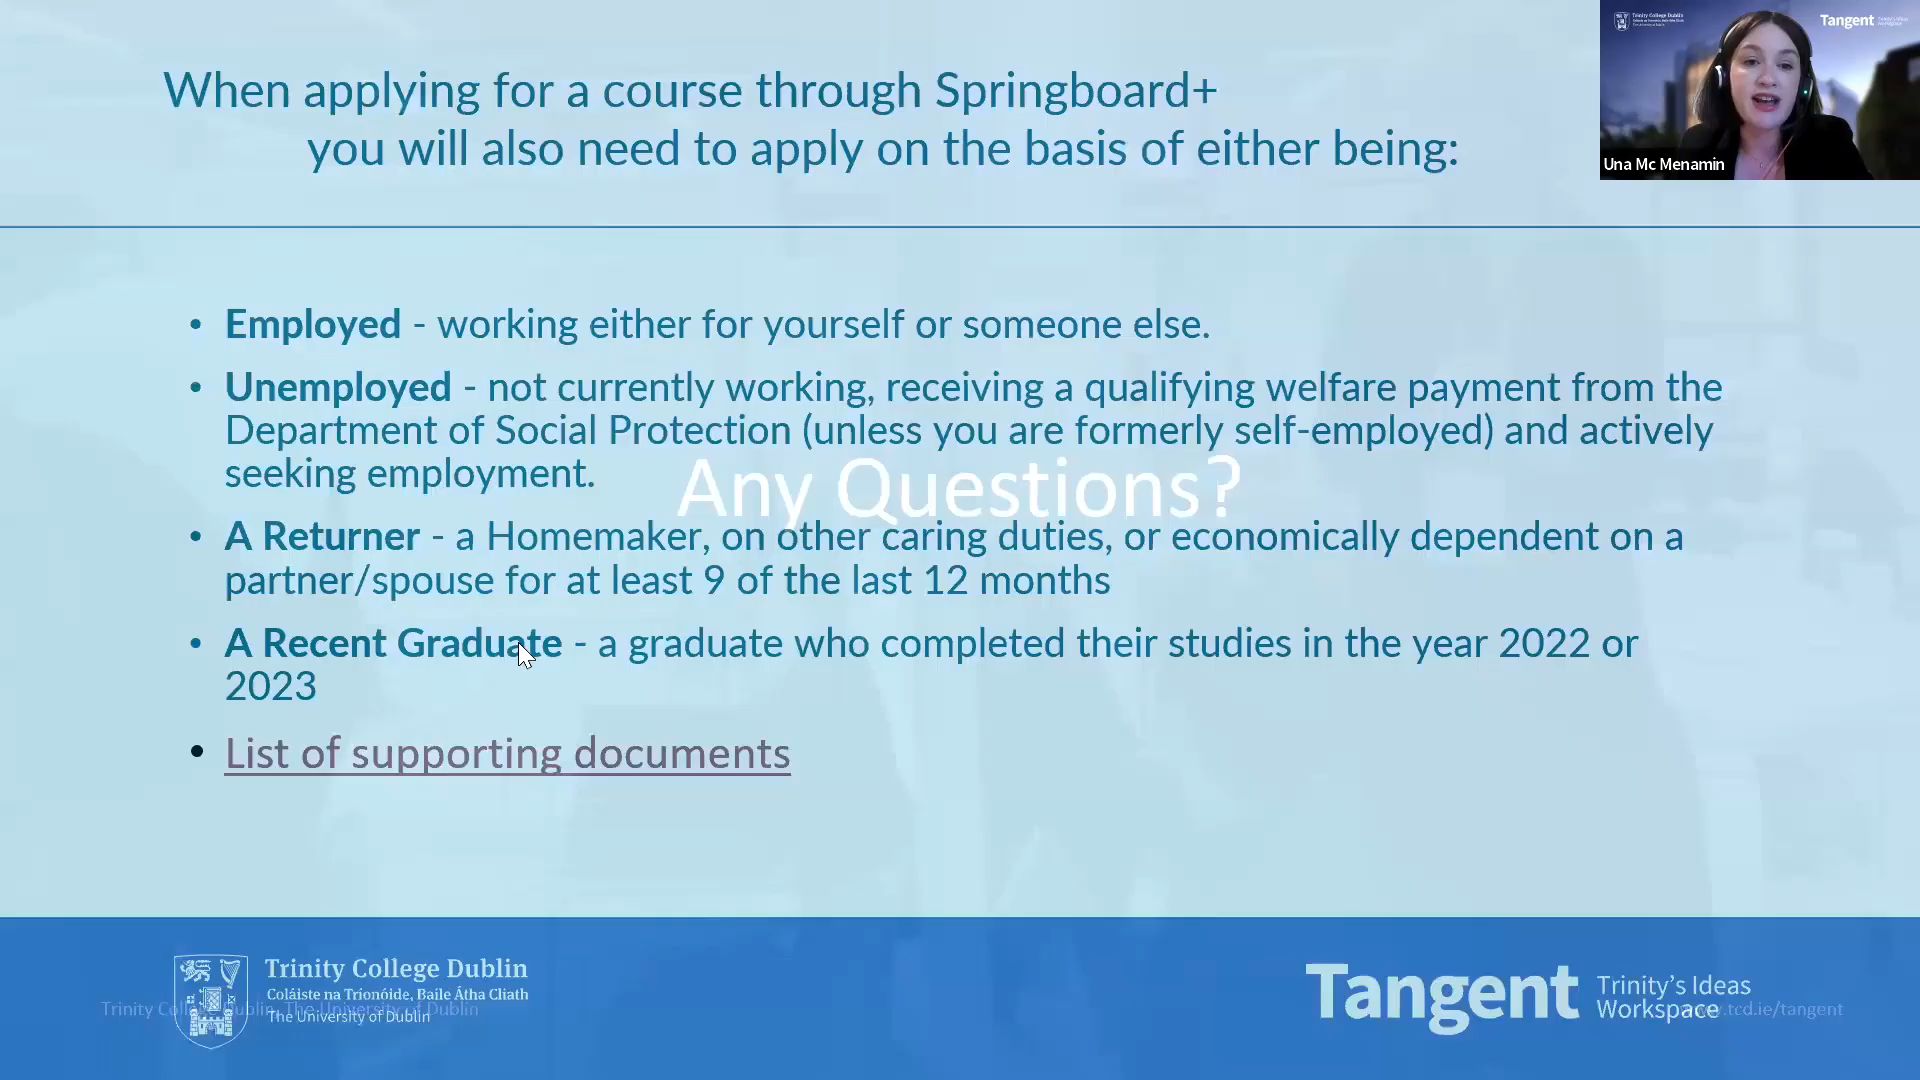 When applying for a course through Springboard+
you will also need to apply on the basis of either being:
Trinity College Dublin
Tangent
Una Mc Menamin
• Employed - working either for yourself or someone else.
• Unemployed - not currently working, receiving a qualifying welfare payment from the
Department of Social Protection (unless you are formerly self-employed) and actively
seeking employment.
Any Questions?
• A Returner - a Homemaker, on other caring duties, or economically dependent on a
partner/spouse for at least 9 of the last 12 months
• A Recent Graduate - a graduate who completed their studies in the year 2022 or
2023
• List of supporting documents
Trinity College Dublin
Coláiste na Tríonóide, Baile Átha Cliath
The University of Dublin
Trinity College Dublin, The University of Dublin
Tangent
Trinity's Ideas
Workspace
www.tcd.ie/tangent